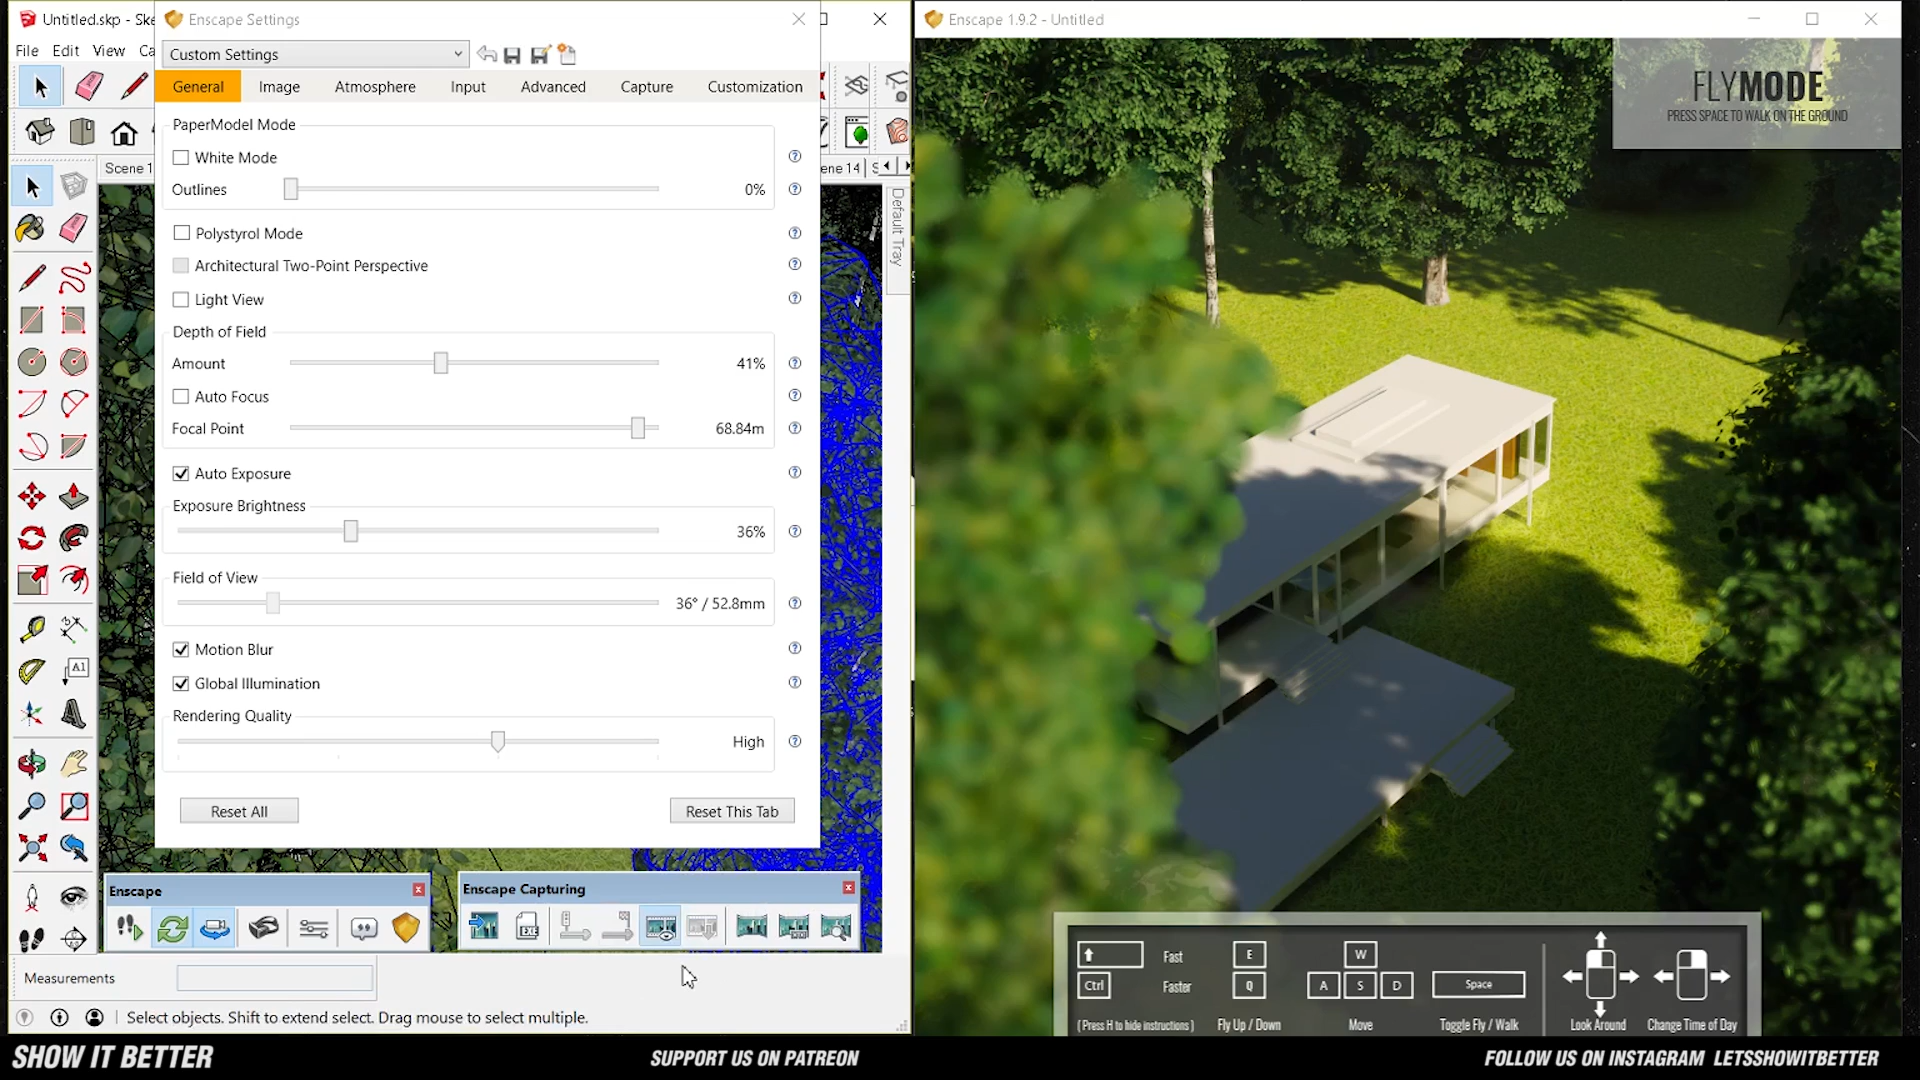 Untitled.skp - Ske
File Edit View Ca
Scene 1
Enscape Settings
Custom Settings
General Image Atmosphere Input Advanced Capture Customization
PaperModel Mode
White Mode
Outlines 0%
Polystyrol Mode
Architectural Two-Point Perspective
Light View
Depth of Field
Amount 41%
Auto Focus
Focal Point 68.84m
Auto Exposure
Exposure Brightness
36%
Field of View
36° / 52.8mm
Motion Blur
Global Illumination
Rendering Quality
High
Reset All Reset This Tab
ene 14 S
Default Tray
A1
Enscape
Enscape Capturing
EXE
Measurements
Select objects. Shift to extend select. Drag mouse to select multiple.
Enscape 1.9.2 - Untitled
FLYMODE
PRESS SPACE TO WALK ON THE GROUND
Fast E W
Ctrl Faster Q A S D Space
( Press H to hide instructions ) Fly Up / Down Move Toggle Fly / Walk Look Around Change Time of Day
SHOW IT BETTER SUPPORT US ON PATREON FOLLOW US ON INSTAGRAM LETSSHOWITBETTER